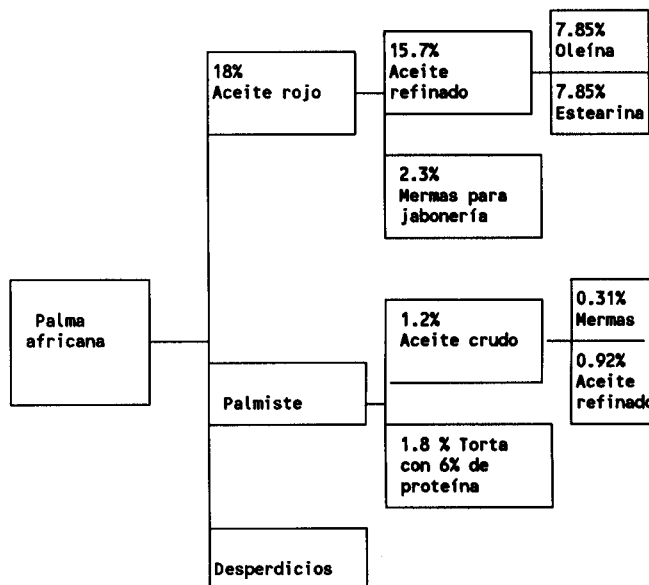 18%
Aceite rojo
15.7%
Aceite
refinado
7.85%
Oleína
7.85%
Estearina
2.3%
Mermas para
jabonería
Palma
africana
Palmiste
1.2%
Aceite crudo
0.31%
Mermas
0.92%
Aceite
refinado
1.8 % Torta
con 6% de
proteína
Desperdicios